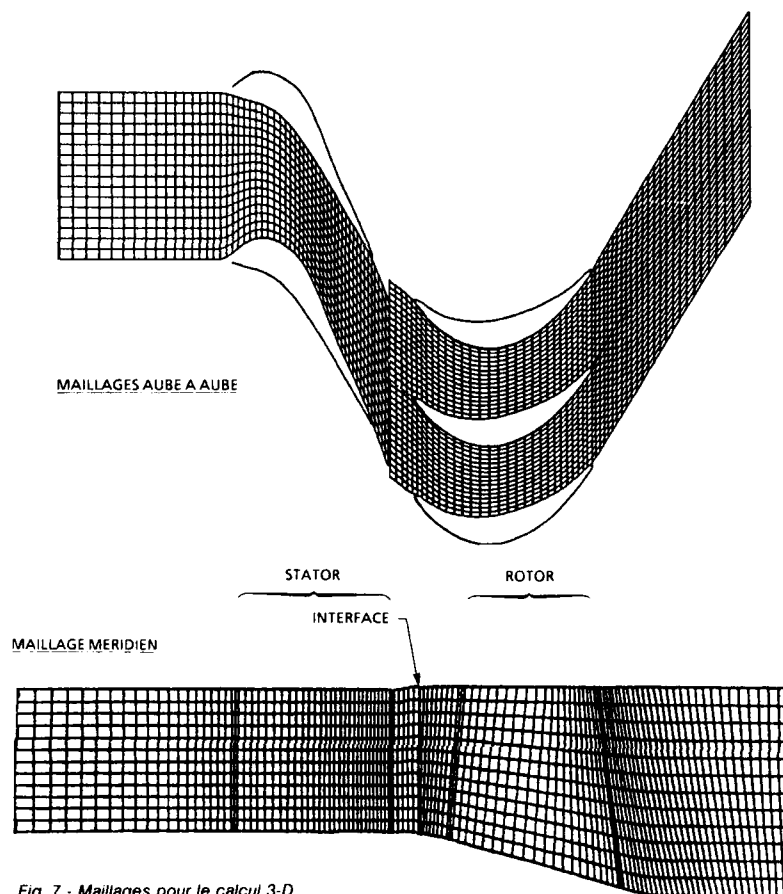 MAILLAGES AUBE A AUBE
STATOR
ROTOR
INTERFACE
MAILLAGE MERIDIEN
Fig. 7 - Maillages pour le calcul 3-D